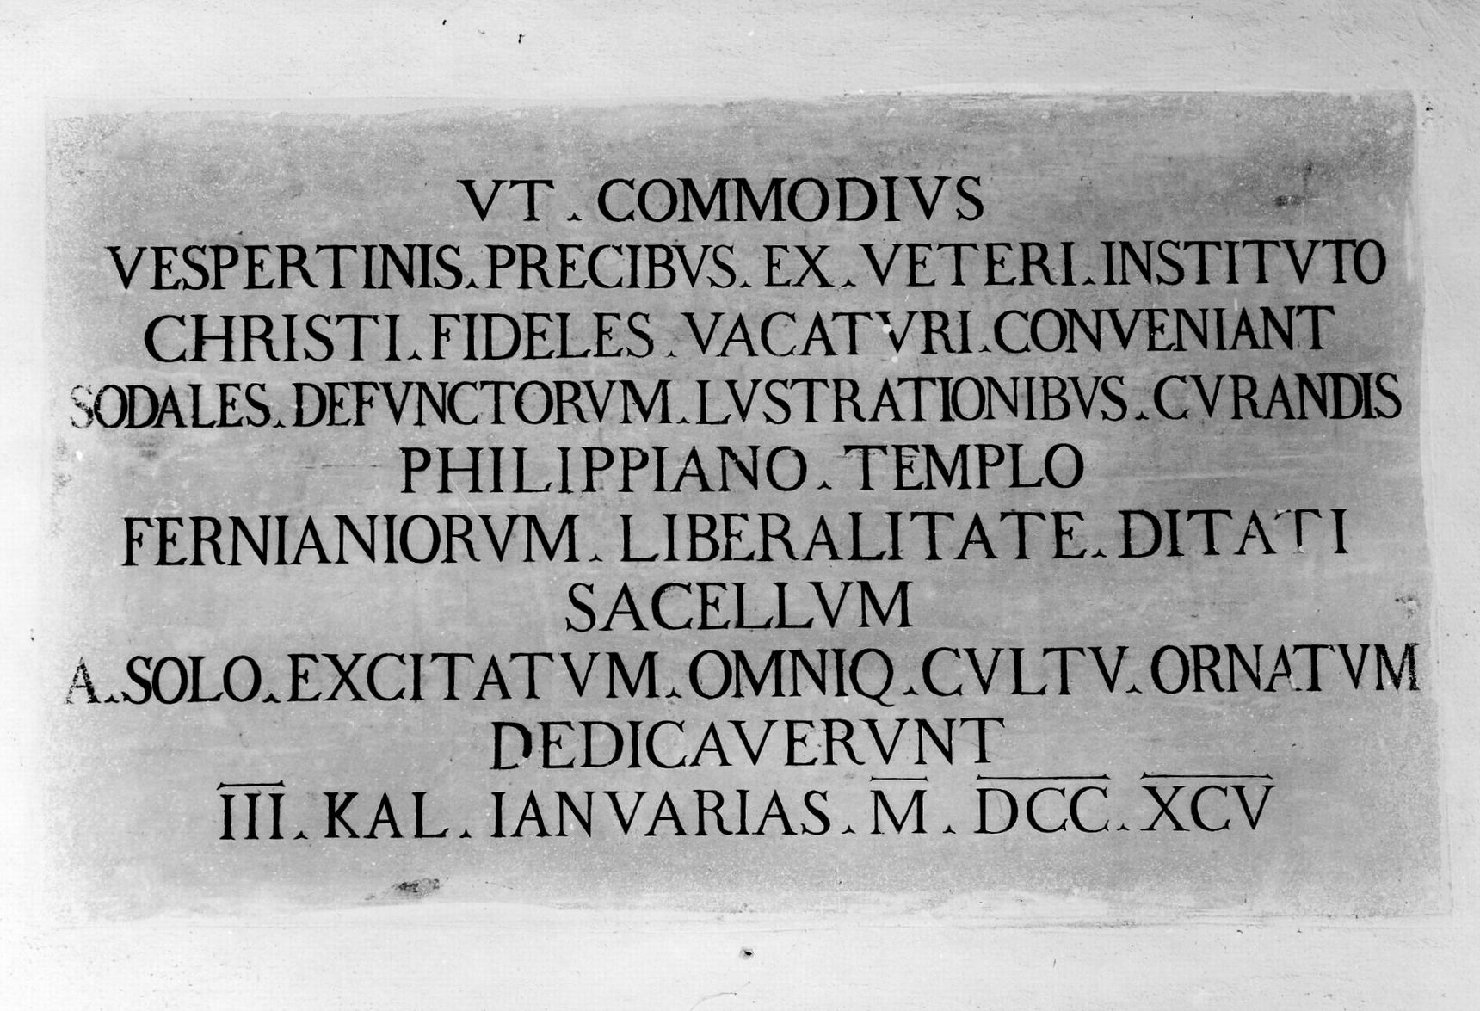 VT . COMMODIVS
VESPERTINIS . PRECIBVS . EX . VETERI . INSTITVTO
CHRISTI . FIDELES . VACATVRI . CONVENIANT
SODALES . DEFVNCTORVM . LVSTRATIONIBVS . CVRANDIS
PHILIPPIANO . TEMPLO
FERNIANIORVM . LIBERALITATE . DITATI
SACELLVM
A . SOLO . EXCITATVM . OMNIQ . CVLTV . ORNATVM
DEDICAVERVNT
III . KAL . IANVARIAS . M . DCC . XCV